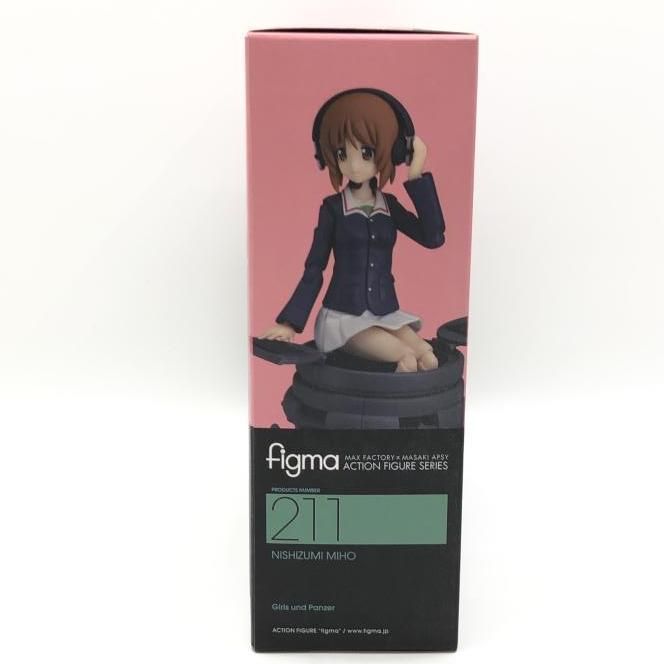 figma MAX FACTORY × MASAKI APSY
ACTION FIGURE SERIES
PRODUCTS NUMBER
211
NISHIZUMI MIHO
Girls und Panzer
ACTION FIGURE "figma" / www.figma.jp